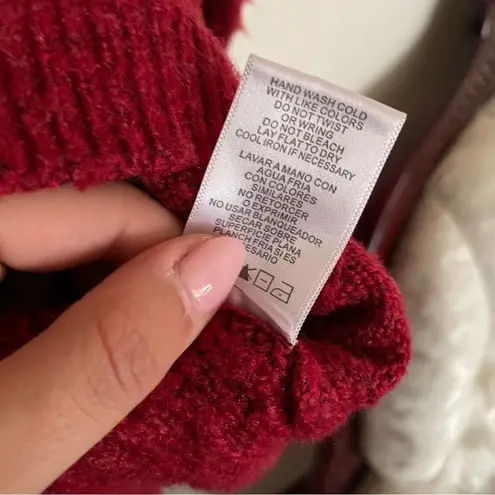 HAND WASH COLD
WITH LIKE COLORS
DO NOT TWIST
OR WRING
DO NOT BLEACH
LAY FLAT TO DRY
COOL IRON IF NECESSARY
LAVAR A MANO CON
AGUA FRIA
CON COLORES
SIMILARES
NO RETORCER
O EXPRIMIR
NO USAR BLANQUEADOR
SECAR SOBRE
SUPERFICIE PLANA
PLANCH FRIA SI ES